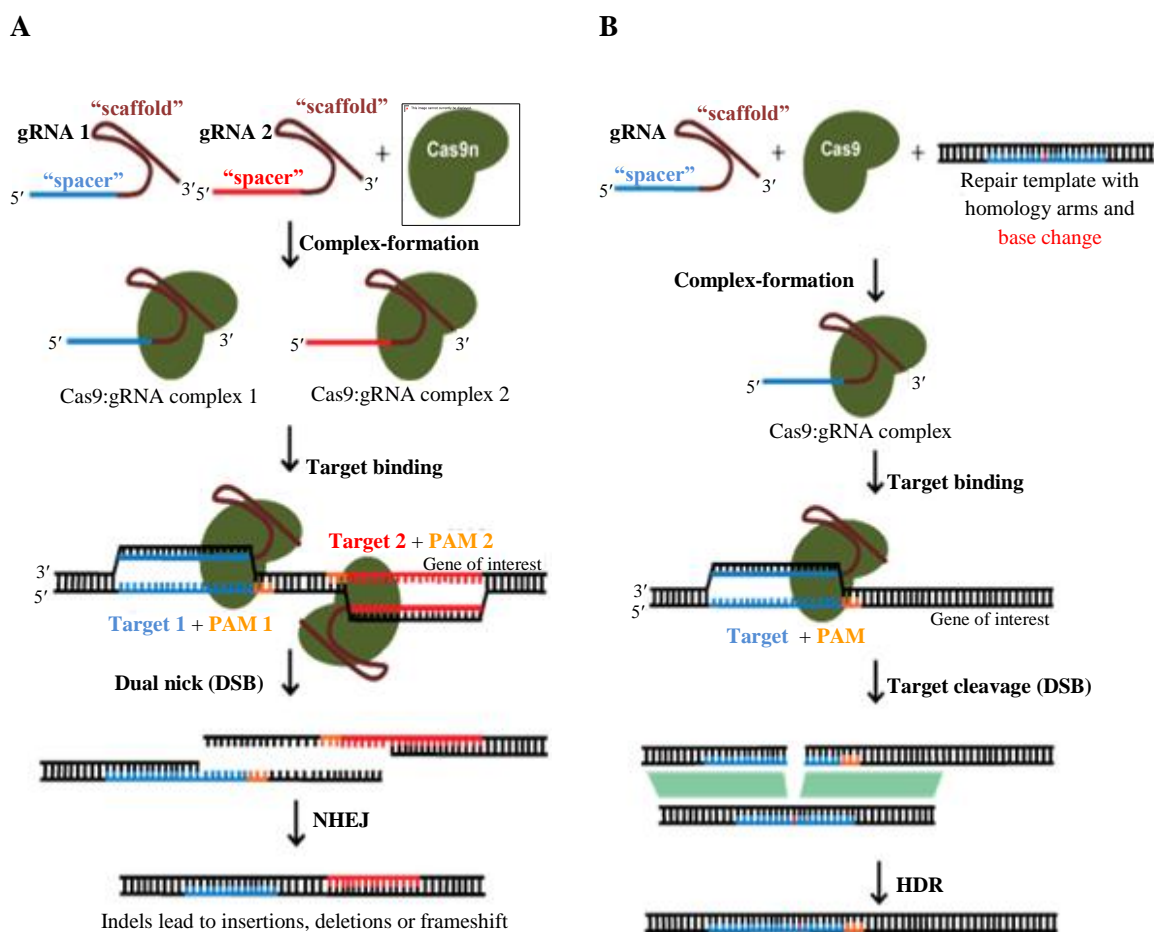 A
"scaffold"
gRNA 1
"spacer"
5′
3′
"scaffold"
gRNA 2
"spacer"
5′
3′
+
Cas9n
Complex-formation
5′
3′
Cas9:gRNA complex 1
5′
3′
Cas9:gRNA complex 2
Target binding
Target 2 + PAM 2
Gene of interest
3′
5′
Target 1 + PAM 1
Dual nick (DSB)
NHEJ
Indels lead to insertions, deletions or frameshift
B
"scaffold"
gRNA
"spacer"
5′
3′
+
Cas9
+
Repair template with
homology arms and
base change
Complex-formation
5′
3′
Cas9:gRNA complex
Target binding
3′
5′
Gene of interest
Target + PAM
Target cleavage (DSB)
HDR